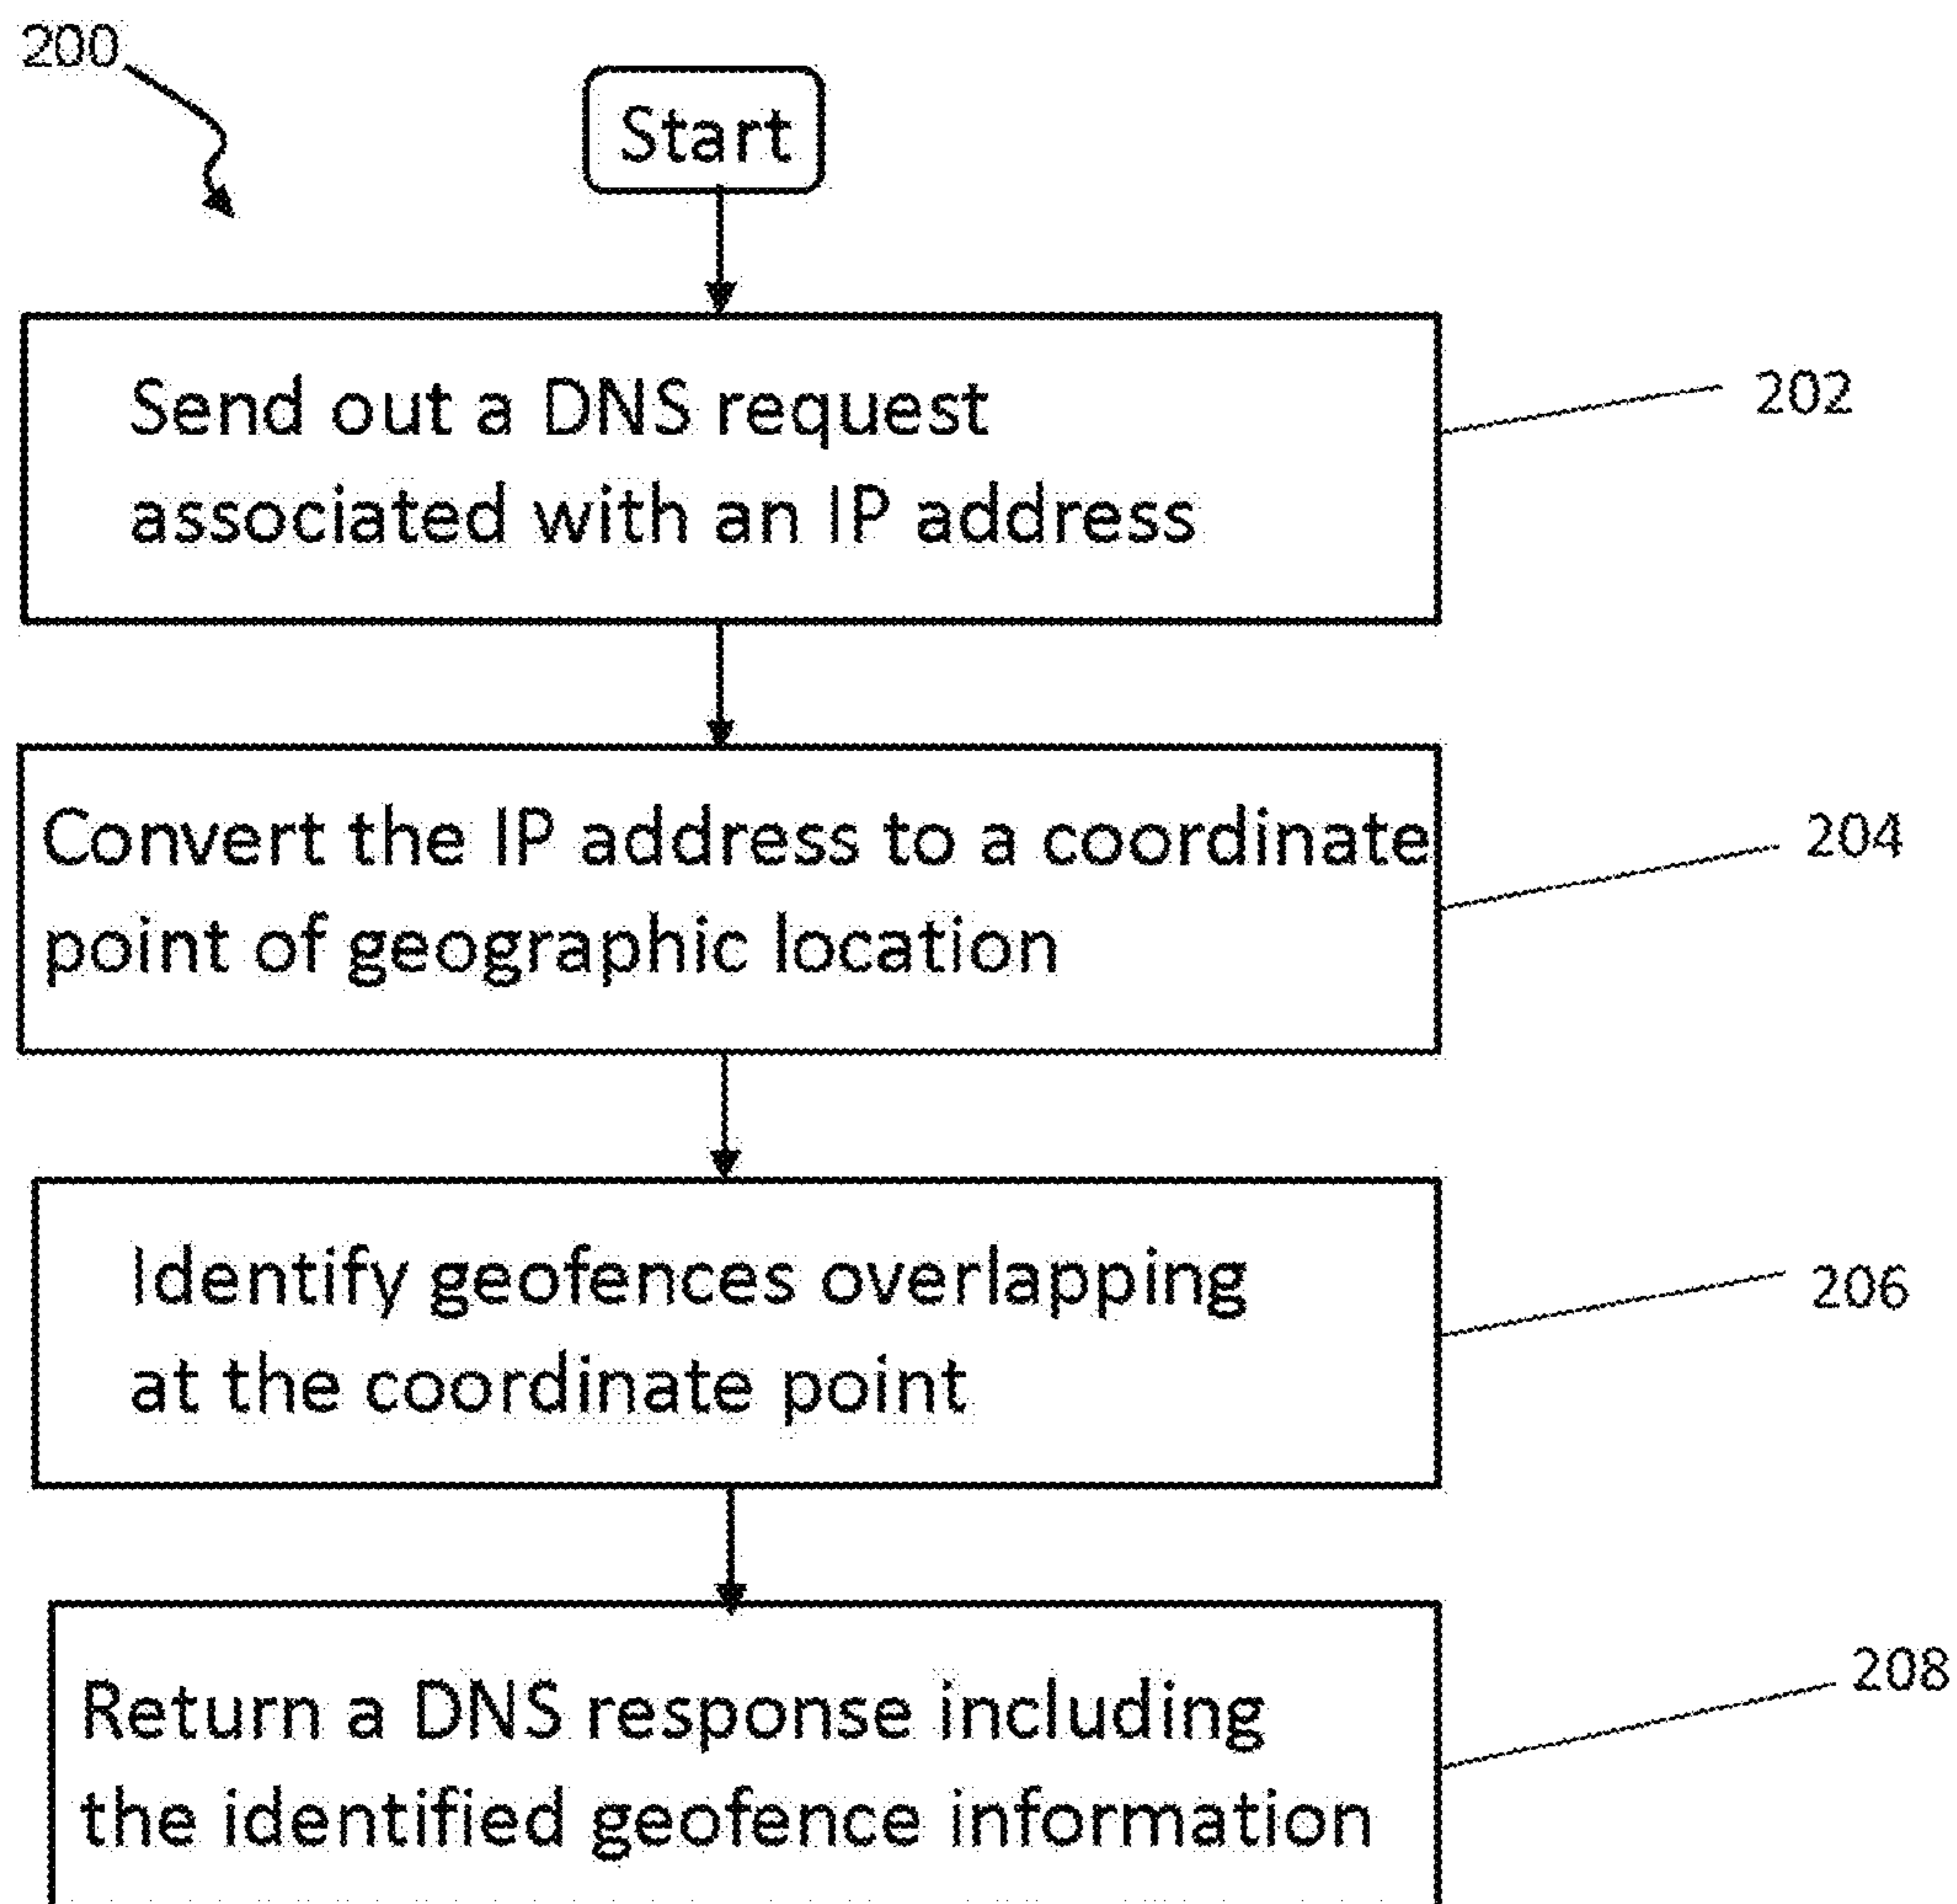 200
Start
Send out a DNS request
associated with an IP address
202
Convert the IP address to a coordinate
point of geographic location
204
Identify geofences overlapping
at the coordinate point
206
Return a DNS response including
the identified geofence information
208